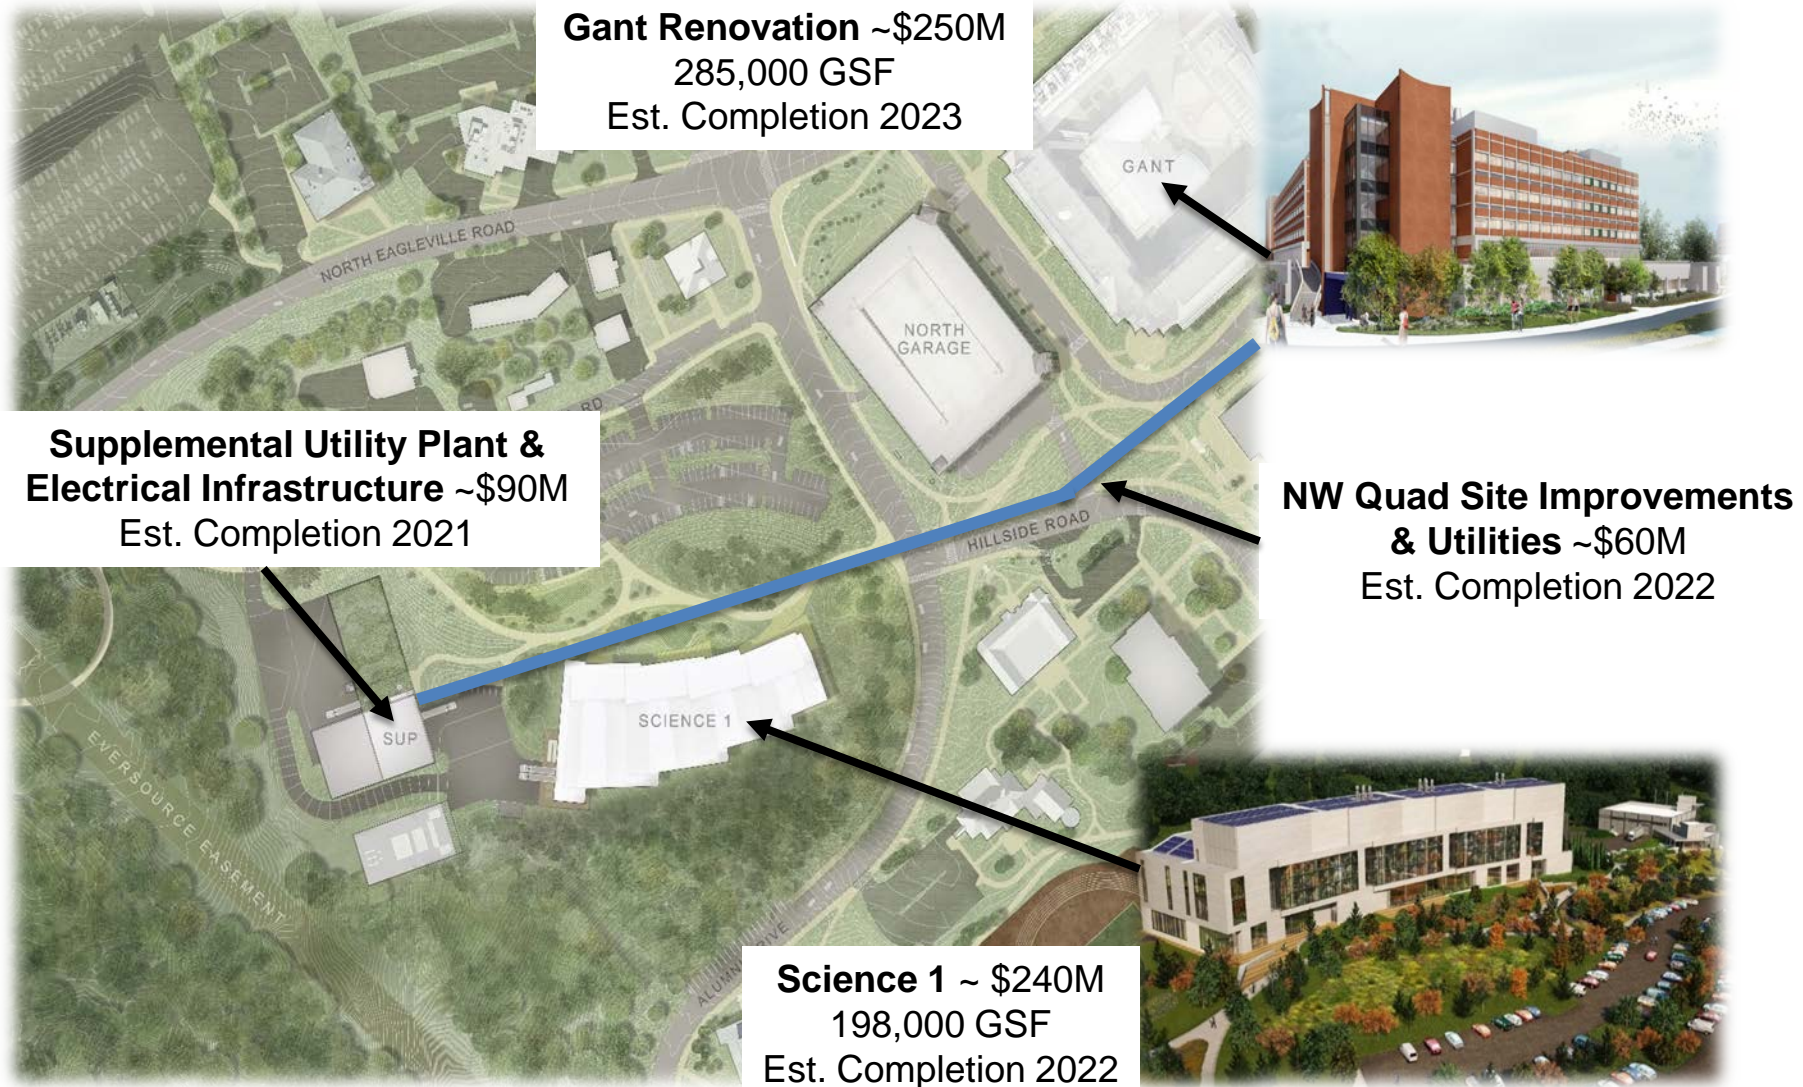 Gant Renovation ~$250M
285,000 GSF
Est. Completion 2023
GANT
NORTH EAGLEVILLE ROAD
NORTH
GARAGE
RD
Supplemental Utility Plant &
Electrical Infrastructure ~$90M
Est. Completion 2021
NW Quad Site Improvements
& Utilities ~$60M
Est. Completion 2022
HILLSIDE ROAD
SCIENCE 1
SUP
EVERSOURCE EASEMENT
ALUMNI DRIVE
Science 1 ~ $240M
198,000 GSF
Est. Completion 2022